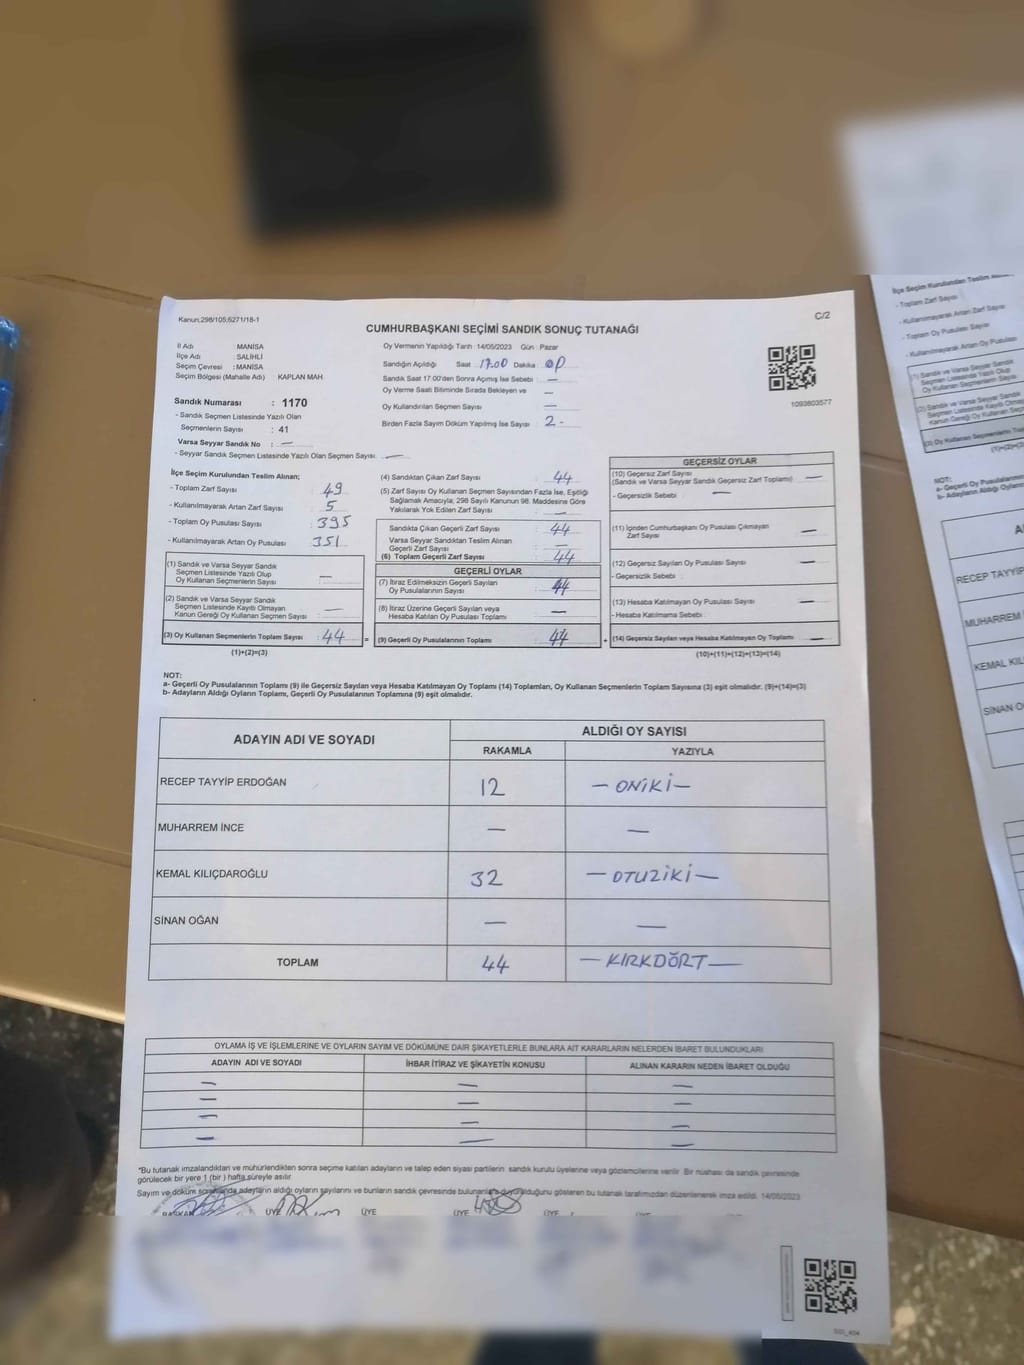 Kanun,298/105,6271/18-1
C/2
CUMHURBAŞKANI SEÇİMİ SANDIK SONUÇ TUTANAĞI
İl Adı : MANİSA
İlçe Adı : SALİHLİ
Seçim Çevresi : MANİSA
Seçim Bölgesi (Mahalle Adı) : KAPLAN MAH.
Sandık Numarası : 1170
- Sandık Seçmen Listesinde Yazılı Olan
Seçmenlerin Sayısı : 41
Varsa Seyyar Sandık No : —
- Seyyar Sandık Seçmen Listesinde Yazılı Olan Seçmen Sayısı: —
Oy Vermenin Yapıldığı Tarih :14/05/2023 Gün : Pazar
Sandığın Açıldığı Saat 17.00 Dakika
Sandık Saat 17:00'den Sonra Açımış İse Sebebi : —
Oy Verme Saati Bitiminde Sırada Bekleyen ve —
Oy Kullandırılan Seçmen Sayısı —
Birden Fazla Sayım Döküm Yapılmış İse Sayısı : 2 -
1093803577
İlçe Seçim Kurulundan Teslim Alınan;
- Toplam Zarf Sayısı : 49
- Kullanılmayarak Artan Zarf Sayısı : 5
- Toplam Oy Pusulası Sayısı : 395
- Kullanılmayarak Artan Oy Pusulası : 351
(1) Sandık ve Varsa Seyyar Sandık
Seçmen Listesinde Yazılı Olup
Oy Kullanan Seçmenlerin Sayısı : —
(2) Sandık ve Varsa Seyyar Sandık
Seçmen Listesinde Kayıtlı Olmayan
Kanun Gereği Oy Kullanan Seçmen Sayısı : —
(3) Oy Kullanan Seçmenlerin Toplam Sayısı : 44 =
(1)+(2)=(3)
(4) Sandıktan Çıkan Zarf Sayısı : 44
(5) Zarf Sayısı Oy Kullanan Seçmen Sayısından Fazla İse, Eşitliği
Sağlamak Amacıyla, 298 Sayılı Kanunun 98. Maddesine Göre
Yakılarak Yok Edilen Zarf Sayısı : —
Sandıkta Çıkan Geçerli Zarf Sayısı : 44
Varsa Seyyar Sandıktan Teslim Alınan
Geçerli Zarf Sayısı : —
(6) Toplam Geçerli Zarf Sayısı : 44
GEÇERLİ OYLAR
(7) İtiraz Edilmeksizin Geçerli Sayılan
Oy Pusulalarının Sayısı : 44
(8) İtiraz Üzerine Geçerli Sayılan veya
Hesaba Katılan Oy Pusulası Toplamı : —
(9) Geçerli Oy Pusulalarının Toplamı : 44 +
GEÇERSİZ OYLAR
(10) Geçersiz Zarf Sayısı
(Sandık ve Varsa Seyyar Sandık Geçersiz Zarf Toplamı) : —
- Geçersizlik Sebebi : —
(11) İçinden Cumhurbaşkanı Oy Pusulası Çıkmayan
Zarf Sayısı : —
(12) Geçersiz Sayılan Oy Pusulası Sayısı : —
- Geçersizlik Sebebi :
(13) Hesaba Katılmayan Oy Pusulası Sayısı : —
- Hesaba Katılmama Sebebi :
(14) Geçersiz Sayılan veya Hesaba Katılmayan Oy Toplamı : —
(10)+(11)+(12)+(13)=(14)
NOT:
a- Geçerli Oy Pusulalarının Toplamı (9) ile Geçersiz Sayılan veya Hesaba Katılmayan Oy Toplamı (14) Toplamları, Oy Kullanan Seçmenlerin Toplam Sayısına (3) eşit olmalıdır. (9)+(14)=(3)
b- Adayların Aldığı Oyların Toplamı, Geçerli Oy Pusulalarının Toplamına (9) eşit olmalıdır.
ADAYIN ADI VE SOYADI ALDIĞI OY SAYISI
RAKAMLA YAZIYLA
RECEP TAYYİP ERDOĞAN 12 — ONİKİ —
MUHARREM İNCE — —
KEMAL KILIÇDAROĞLU 32 — OTUZİKİ —
SİNAN OĞAN — —
TOPLAM 44 — KIRKDÖRT —
OYLAMA İŞ VE İŞLEMLERİNE VE OYLARIN SAYIM VE DÖKÜMÜNE DAİR ŞİKAYETLERLE BUNLARA AİT KARARLARIN NELERDEN İBARET BULUNDUKLARI
ADAYIN ADI VE SOYADI İHBAR İTİRAZ VE ŞİKAYETİN KONUSU ALINAN KARARIN NEDEN İBARET OLDUĞU
— — —
— — —
— — —
— — —
*Bu tutanak imzalandıktan ve mühürlendikten sonra seçime katılan adayların ve talep eden siyasi partilerin sandık kurulu üyelerine veya gözlemcilerine verilir. Bir nüshası da sandık çevresinde
görülecek bir yere 1 (bir) hafta süreyle asılır.
Sayım ve döküm sonucunda adayların aldığı oyların sayılarını ve bunların sandık çevresinde bulunanlara duyurulduğunu gösteren bu tutanak tarafımızdan düzenlenerek imza edildi. 14/05/2023
BAŞKAN ÜYE ÜYE ÜYE ÜYE ÜYE
İlçe Seçim Kurulundan Teslim
- Toplam Zarf Sayısı
- Kullanılmayarak Artan Zarf Sayısı
- Toplam Oy Pusulası Sayısı
- Kullanılmayarak Artan Oy Pusulası
(1) Sandık ve Varsa Seyyar Sandık
Seçmen Listesinde Yazılı Olup
Oy Kullanan Seçmenlerin
NOT:
RECEP TAYYİP
MUHARREM
KEMAL
SİNAN